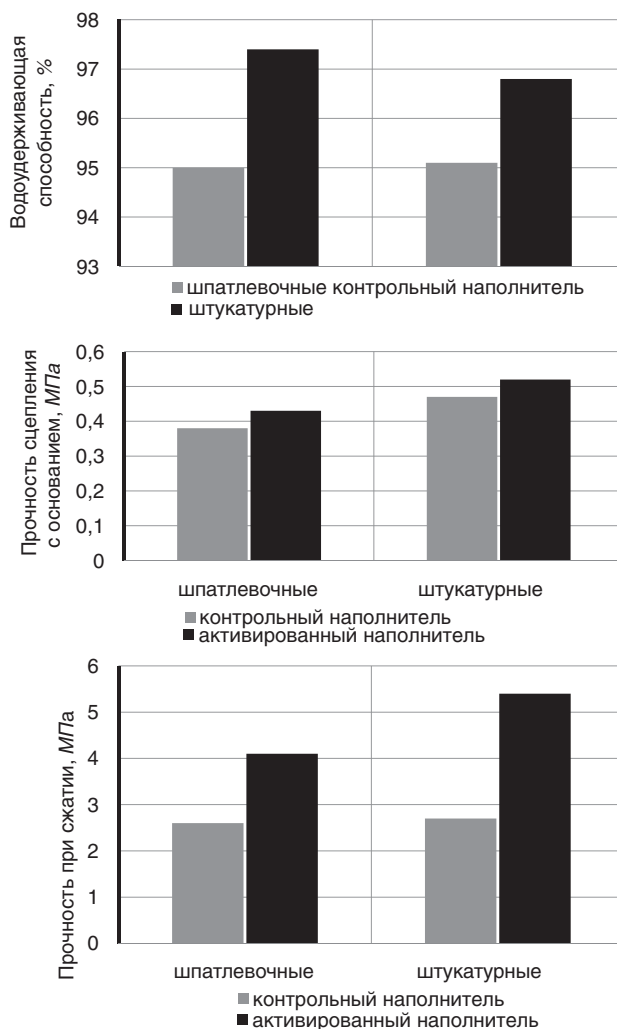 Водоудерживающая
способность, %
98
97
96
95
94
93
шпатлевочные контрольный наполнитель
штукатурные
Прочность сцепления
с основанием, МПа
0,6
0,5
0,4
0,3
0,2
0,1
0
шпатлевочные штукатурные
контрольный наполнитель
активированный наполнитель
Прочность при сжатии, МПа
6
5
4
3
2
1
0
шпатлевочные штукатурные
контрольный наполнитель
активированный наполнитель